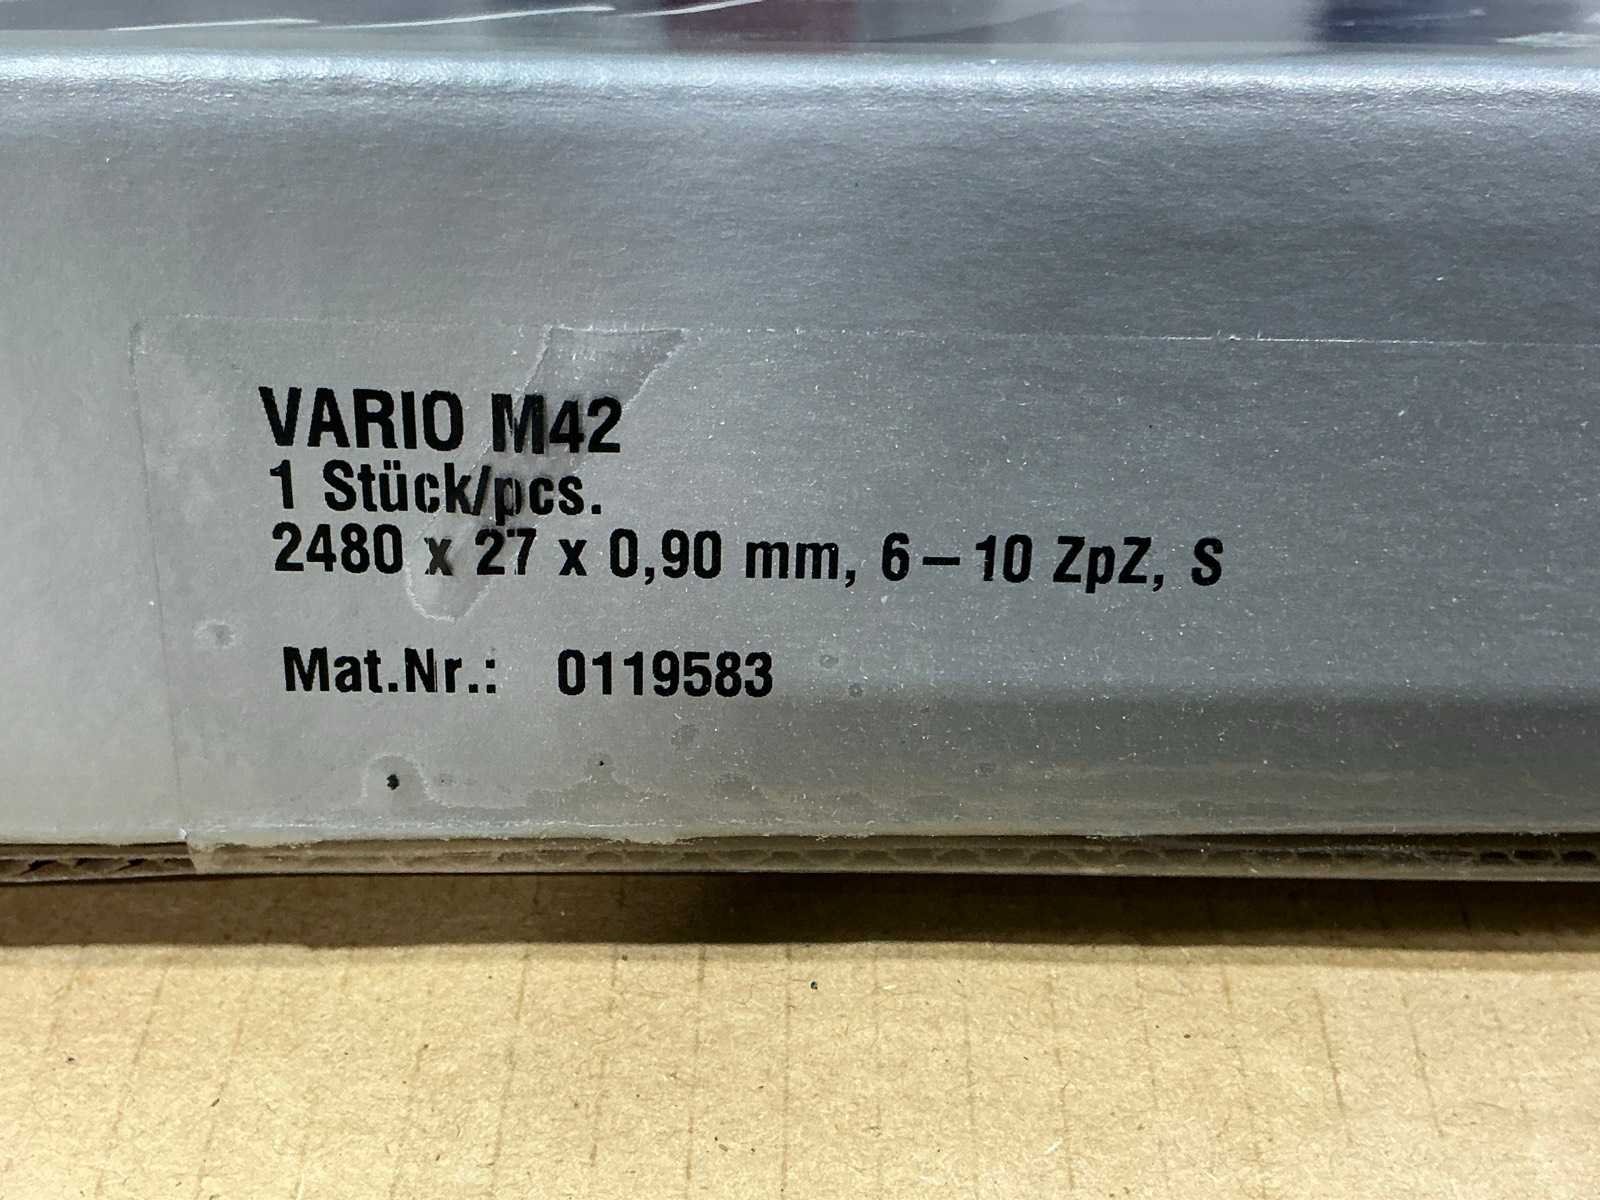 VARIO M42
1 Stück/pcs.
2480 x 27 x 0,90 mm, 6–10 ZpZ, S
Mat.Nr.: 0119583